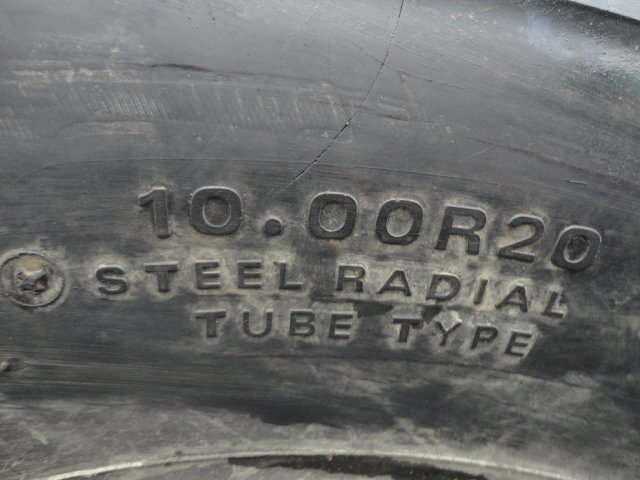 10.00R20
STEEL RADIAL
TUBE TYPE